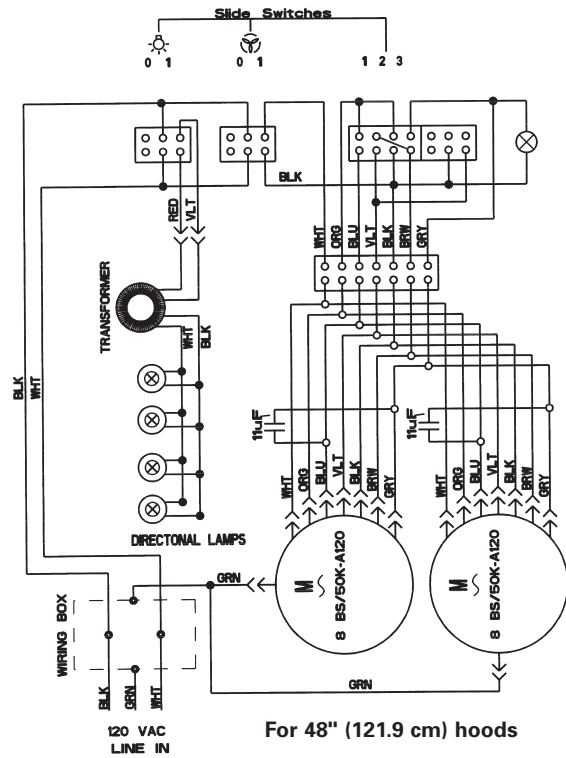 Slide Switches
0 1
0 1
1 2 3
BLK
RED
VLT
WHT
ORG
BLU
VLT
BLK
BRW
GRY
TRANSFORMER
WHT
BLK
BLK
WHT
11uF
11uF
WHT
ORG
BLU
VLT
BLK
BRW
GRY
WHT
ORG
BLU
VLT
BLK
BRW
GRY
DIRECTONAL LAMPS
GRN
M
8 BS/50K-A120
M
8 BS/50K-A120
WIRING BOX
BLK
GRN
WHT
GRN
120 VAC
LINE IN
For 48" (121.9 cm) hoods